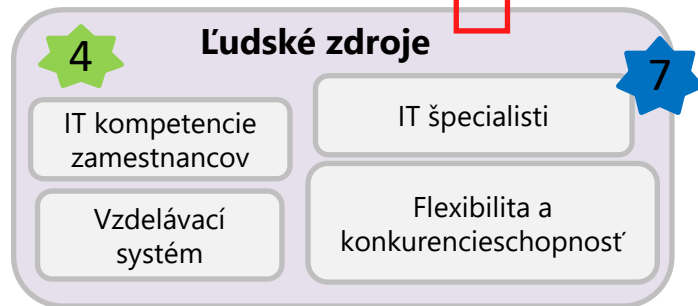 Ľudské zdroje
4
7
IT kompetencie
zamestnancov
IT špecialisti
Vzdelávací
systém
Flexibilita a
konkurencieschopnosť